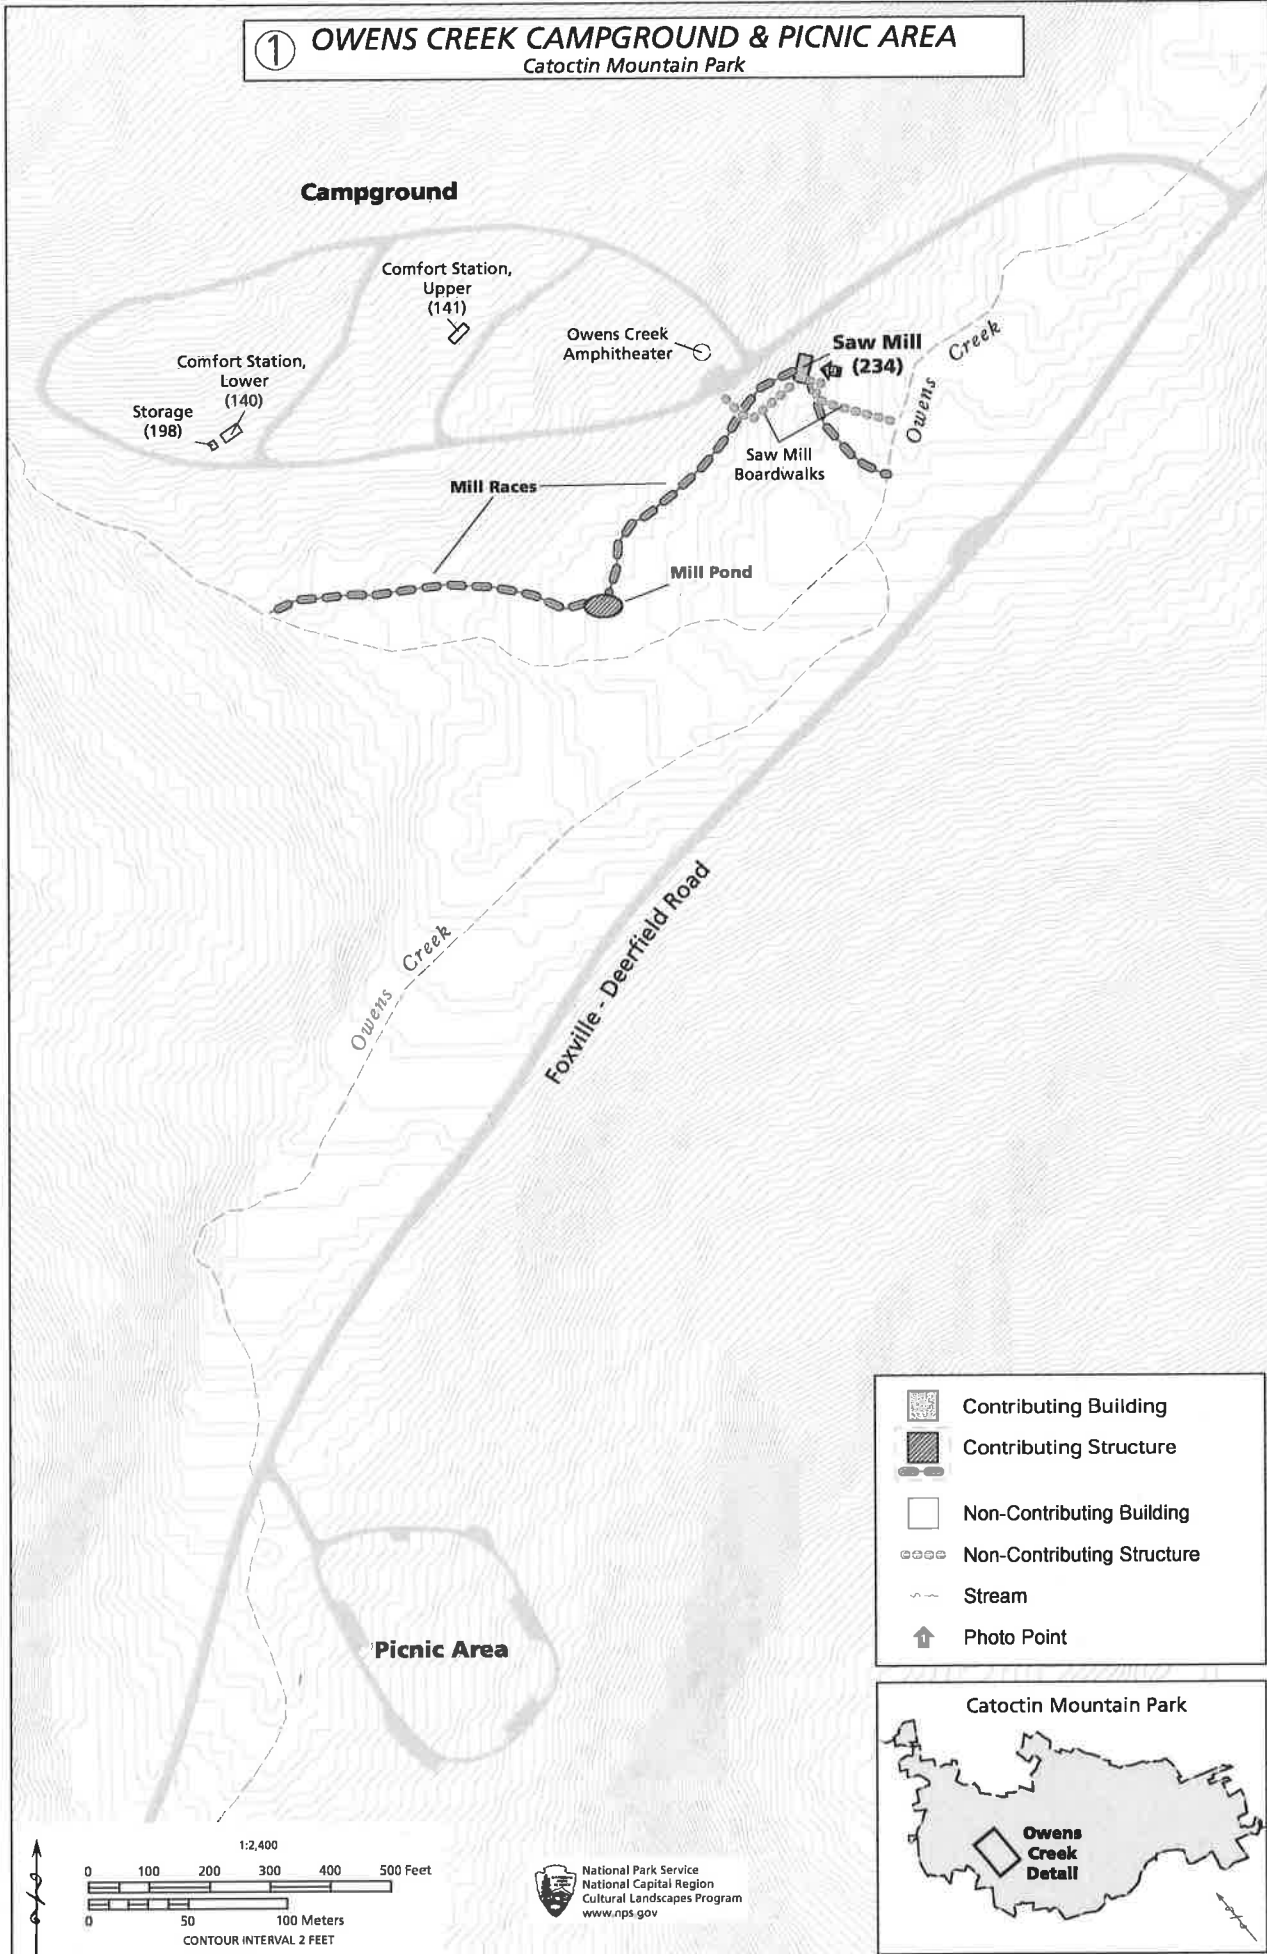 1 OWENS CREEK CAMPGROUND & PICNIC AREA
Catoctin Mountain Park
Campground
Comfort Station,
Upper
(141)
Owens Creek
Amphitheater
Saw Mill
(234)
Owens Creek
Comfort Station,
Lower
(140)
Storage
(198)
Saw Mill
Boardwalks
Mill Races
Mill Pond
Owens Creek
Foxville - Deerfield Road
Picnic Area
Contributing Building
Contributing Structure
Non-Contributing Building
Non-Contributing Structure
Stream
1 Photo Point
Catoctin Mountain Park
Owens
Creek
Detail
1:2,400
0 100 200 300 400 500 Feet
0 50 100 Meters
CONTOUR INTERVAL 2 FEET
National Park Service
National Capital Region
Cultural Landscapes Program
www.nps.gov